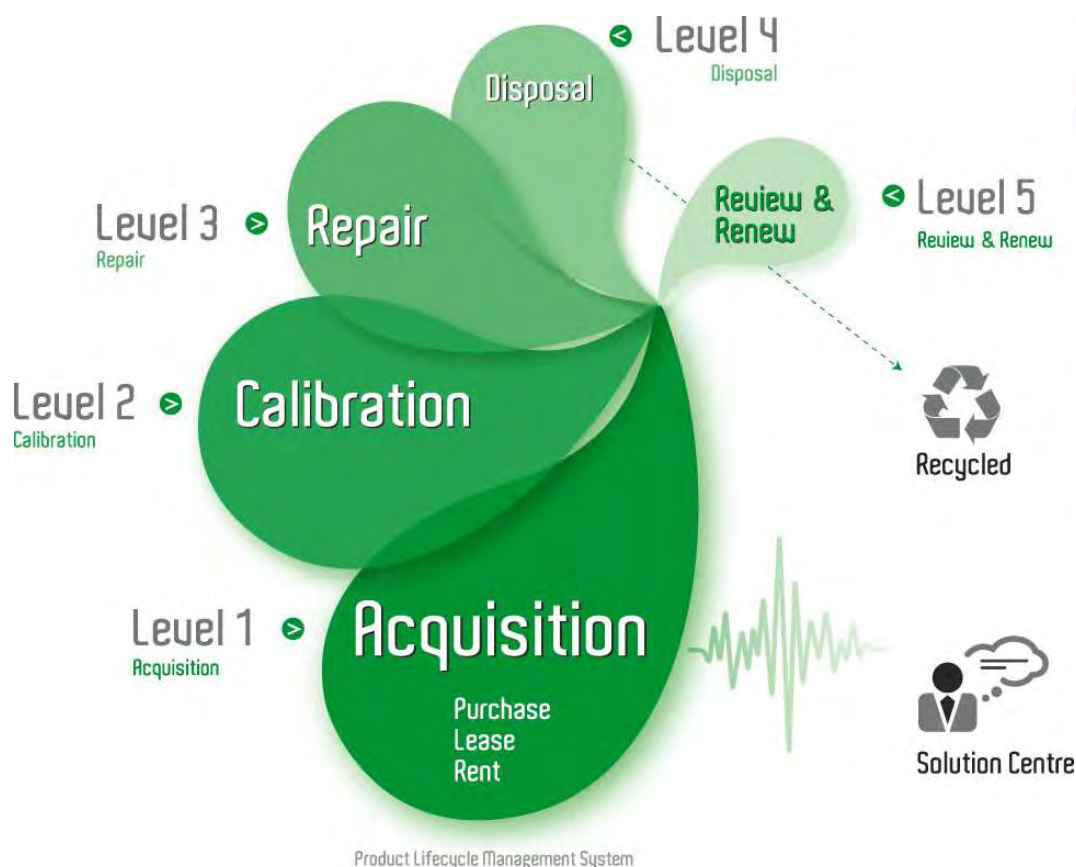 Level 4
Disposal
Disposal
Level 3
Repair
Repair
Review &
Renew
Level 5
Review & Renew
Level 2
Calibration
Calibration
Recycled
Level 1
Acquisition
Acquisition
Purchase
Lease
Rent
Solution Centre
Product Lifecycle Management System